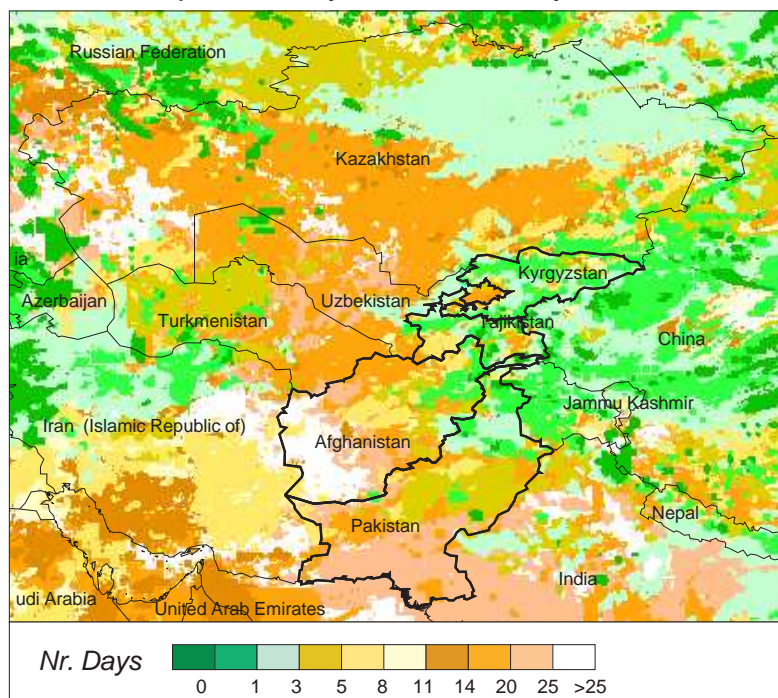 Russian Federation
Kazakhstan
Kyrgyzstan
ia
Azerbaijan
Uzbekistan
Turkmenistan
Tajikistan
China
Jammu Kashmir
Iran (Islamic Republic of)
Afghanistan
Nepal
Pakistan
India
udi Arabia
United Arab Emirates
Nr. Days
0 1 3 5 8 11 14 20 25 >25